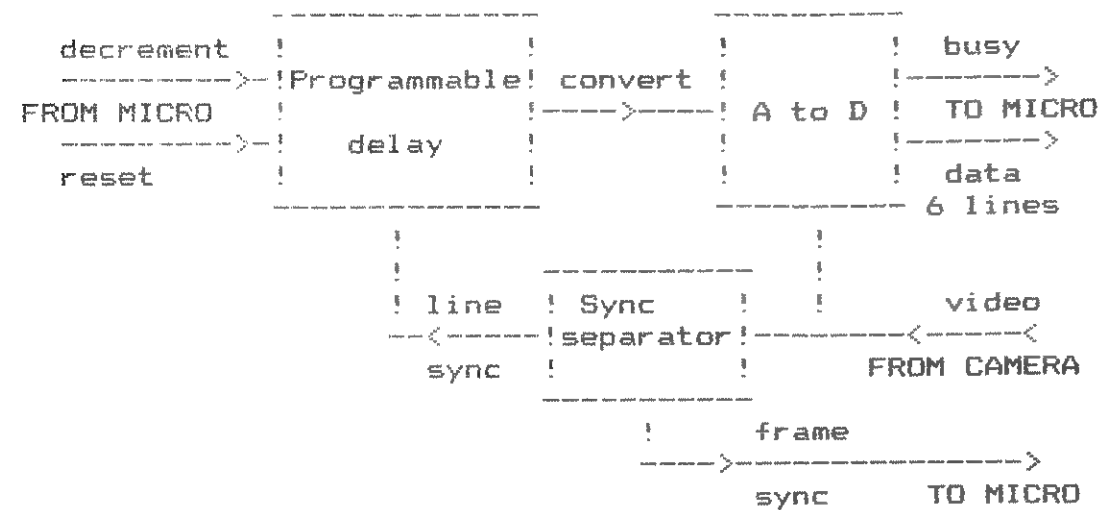 decrement busy
Programmable convert
FROM MICRO A to D TO MICRO
delay
reset data
6 lines
line Sync video
separator
sync FROM CAMERA
frame
sync TO MICRO